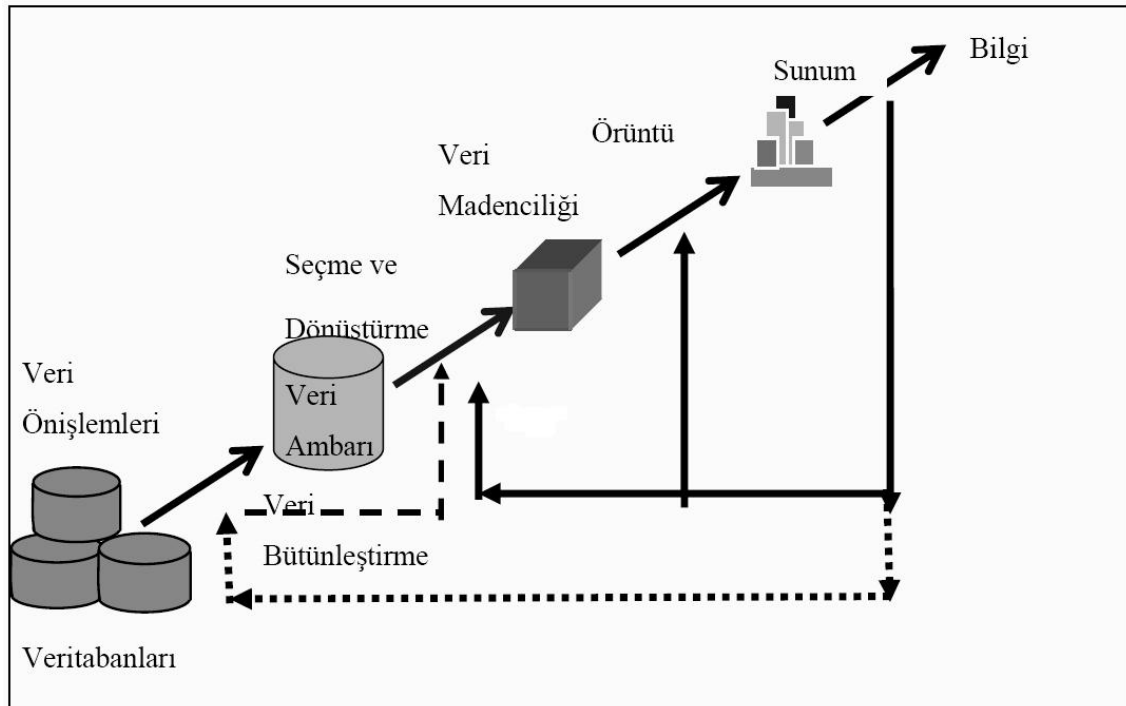 Bilgi
Sunum
Örüntü
Veri
Madenciliği
Seçme ve
Dönüştürme
Veri
Önişlemleri
Veri
Ambarı
Veri
Bütünleştirme
Veritabanları